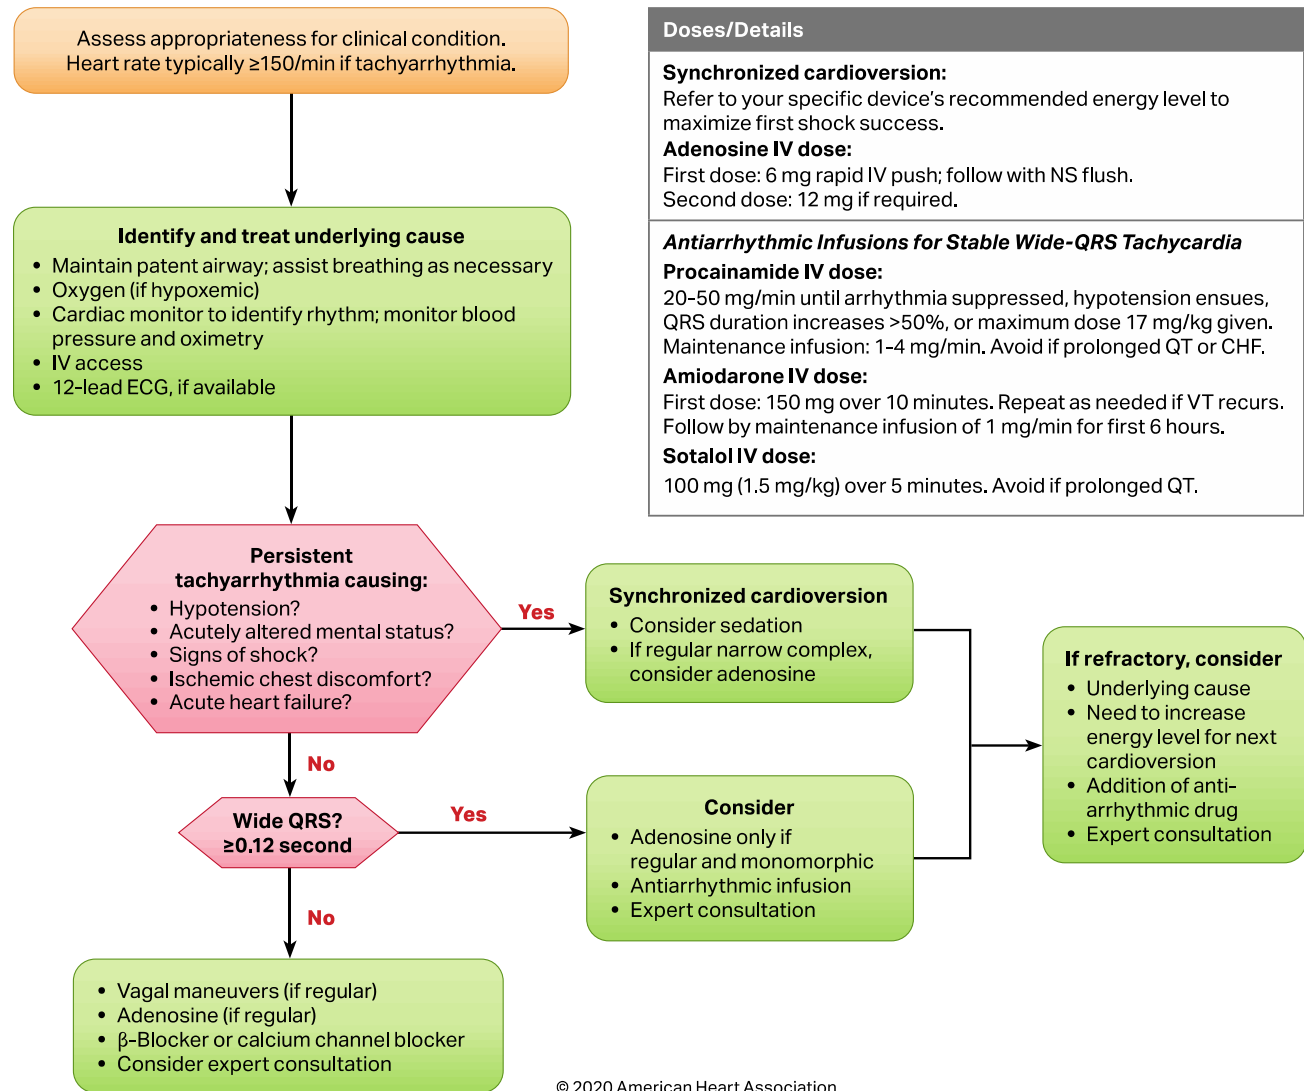 Assess appropriateness for clinical condition.
Heart rate typically ≥150/min if tachyarrhythmia.
Identify and treat underlying cause
• Maintain patent airway; assist breathing as necessary
• Oxygen (if hypoxemic)
• Cardiac monitor to identify rhythm; monitor blood
pressure and oximetry
• IV access
• 12-lead ECG, if available
Persistent
tachyarrhythmia causing:
• Hypotension?
• Acutely altered mental status?
• Signs of shock?
• Ischemic chest discomfort?
• Acute heart failure?
Yes
Synchronized cardioversion
• Consider sedation
• If regular narrow complex,
consider adenosine
If refractory, consider
• Underlying cause
• Need to increase
energy level for next
cardioversion
• Addition of anti-
arrhythmic drug
• Expert consultation
No
Wide QRS?
≥0.12 second
Yes
Consider
• Adenosine only if
regular and monomorphic
• Antiarrhythmic infusion
• Expert consultation
No
• Vagal maneuvers (if regular)
• Adenosine (if regular)
• β-Blocker or calcium channel blocker
• Consider expert consultation
Doses/Details
Synchronized cardioversion:
Refer to your specific device's recommended energy level to
maximize first shock success.
Adenosine IV dose:
First dose: 6 mg rapid IV push; follow with NS flush.
Second dose: 12 mg if required.
Antiarrhythmic Infusions for Stable Wide-QRS Tachycardia
Procainamide IV dose:
20-50 mg/min until arrhythmia suppressed, hypotension ensues,
QRS duration increases >50%, or maximum dose 17 mg/kg given.
Maintenance infusion: 1-4 mg/min. Avoid if prolonged QT or CHF.
Amiodarone IV dose:
First dose: 150 mg over 10 minutes. Repeat as needed if VT recurs.
Follow by maintenance infusion of 1 mg/min for first 6 hours.
Sotalol IV dose:
100 mg (1.5 mg/kg) over 5 minutes. Avoid if prolonged QT.
© 2020 American Heart Association